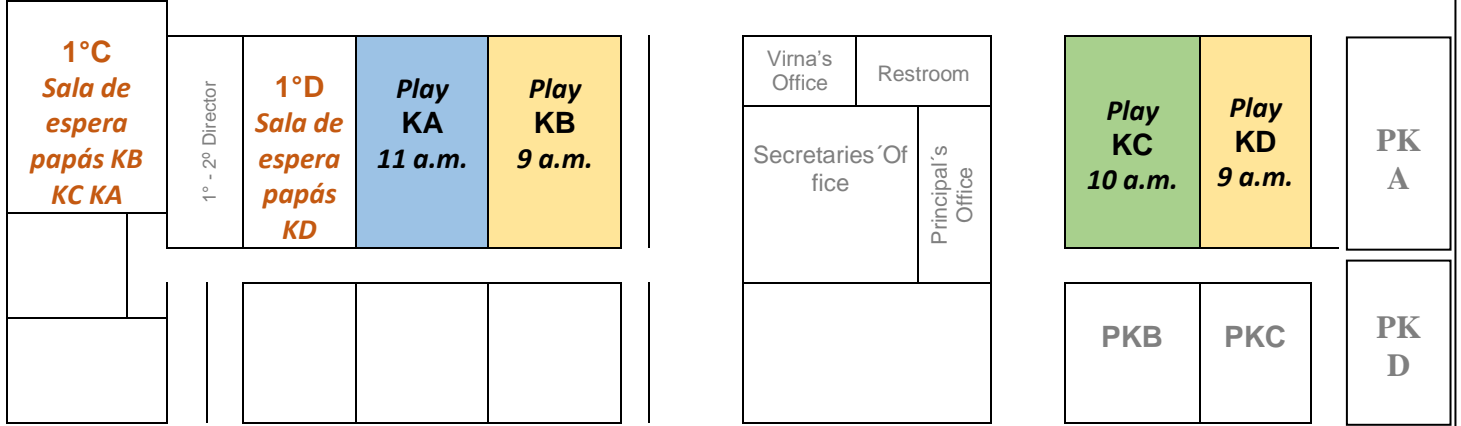 1°C
Sala de
espera
papás KB
KC KA
1° - 2º Director
1°D
Sala de
espera
papás
KD
Play
KA
11 a.m.
Play
KB
9 a.m.
Virna's
Office
Restroom
Secretaries´Of
fice
Principal´s
Office
Play
KC
10 a.m.
Play
KD
9 a.m.
PK
A
PKB
PKC
PK
D